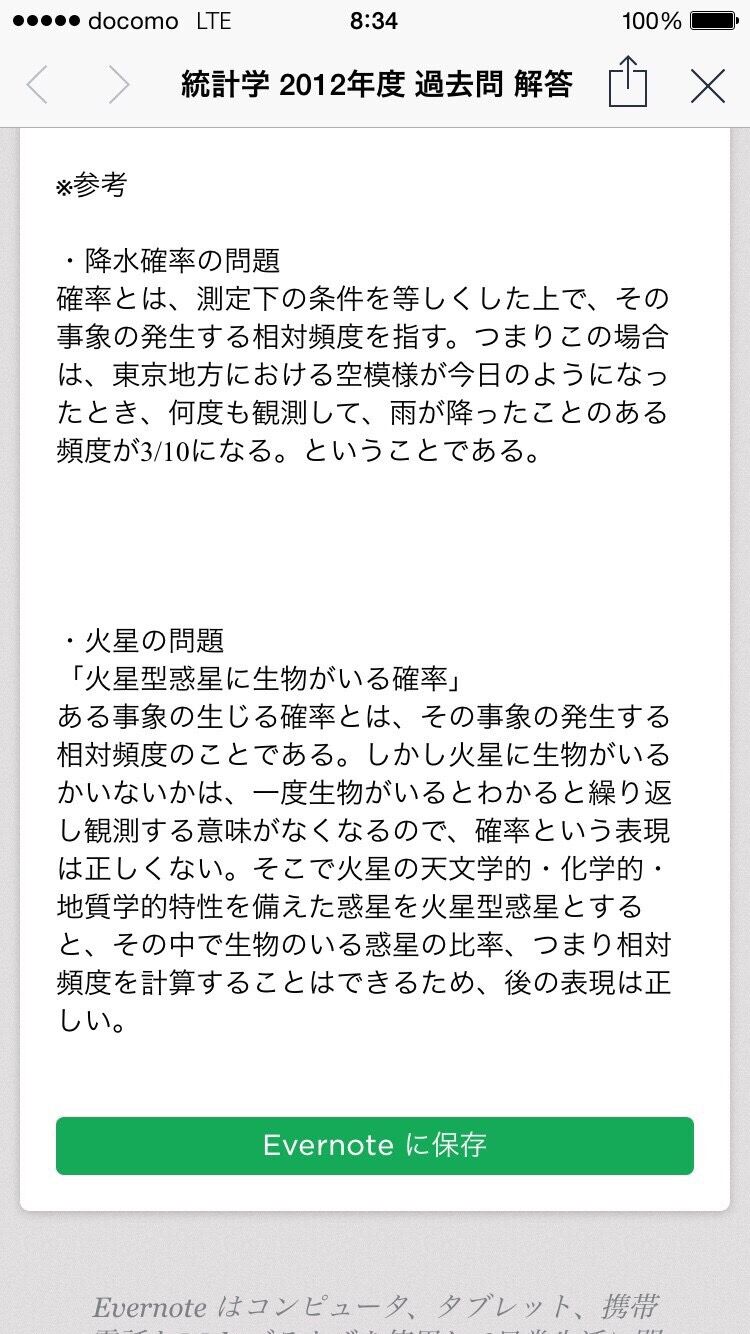 docomo LTE 8:34 100%
統計学 2012年度 過去問 解答
※参考
・降水確率の問題
確率とは、測定下の条件を等しくした上で、その
事象の発生する相対頻度を指す。つまりこの場合
は、東京地方における空模様が今日のようになっ
たとき、何度も観測して、雨が降ったことのある
頻度が3/10になる。ということである。
・火星の問題
「火星型惑星に生物がいる確率」
ある事象の生じる確率とは、その事象の発生する
相対頻度のことである。しかし火星に生物がいる
かいないかは、一度生物がいるとわかると繰り返
し観測する意味がなくなるので、確率という表現
は正しくない。そこで火星の天文学的・化学的・
地質学的特性を備えた惑星を火星型惑星とする
と、その中で生物のいる惑星の比率、つまり相対
頻度を計算することはできるため、後の表現は正
しい。
Evernote に保存
Evernote はコンピュータ、タブレット、携帯